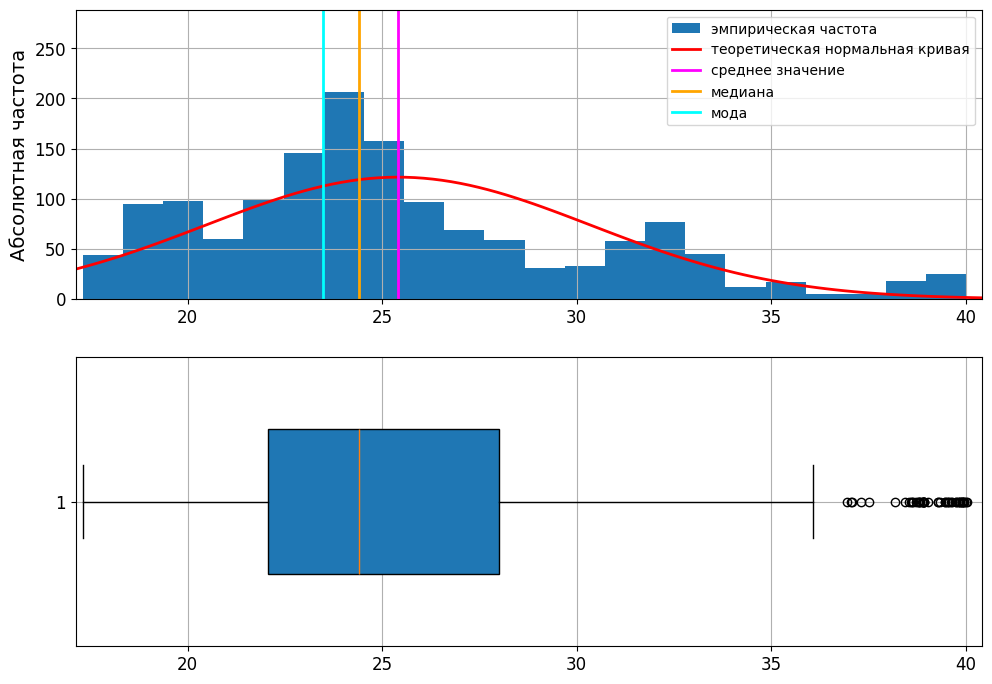 Абсолютная частота
250
200
150
100
50
0
эмпирическая частота
теоретическая нормальная кривая
среднее значение
медиана
мода
20 25 30 35 40
1
20 25 30 35 40